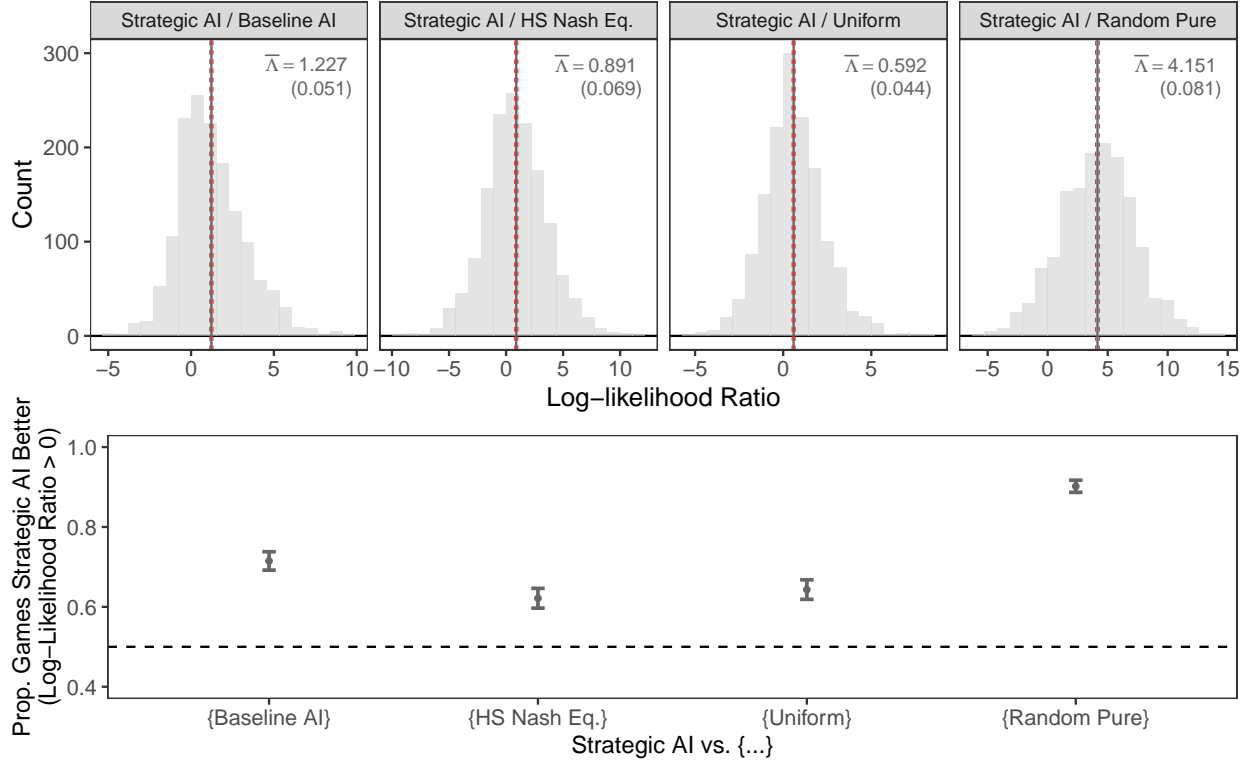 Strategic AI / Baseline AI
Strategic AI / HS Nash Eq.
Strategic AI / Uniform
Strategic AI / Random Pure
Λ̅ = 1.227
(0.051)
Λ̅ = 0.891
(0.069)
Λ̅ = 0.592
(0.044)
Λ̅ = 4.151
(0.081)
Count
300
200
100
0
−5 0 5 10
−10 −5 0 5 10
−5 0 5
−5 0 5 10 15
Log−likelihood Ratio
Prop. Games Strategic AI Better
(Log−Likelihood Ratio > 0)
1.0
0.8
0.6
0.4
{Baseline AI}
{HS Nash Eq.}
{Uniform}
{Random Pure}
Strategic AI vs. {...}